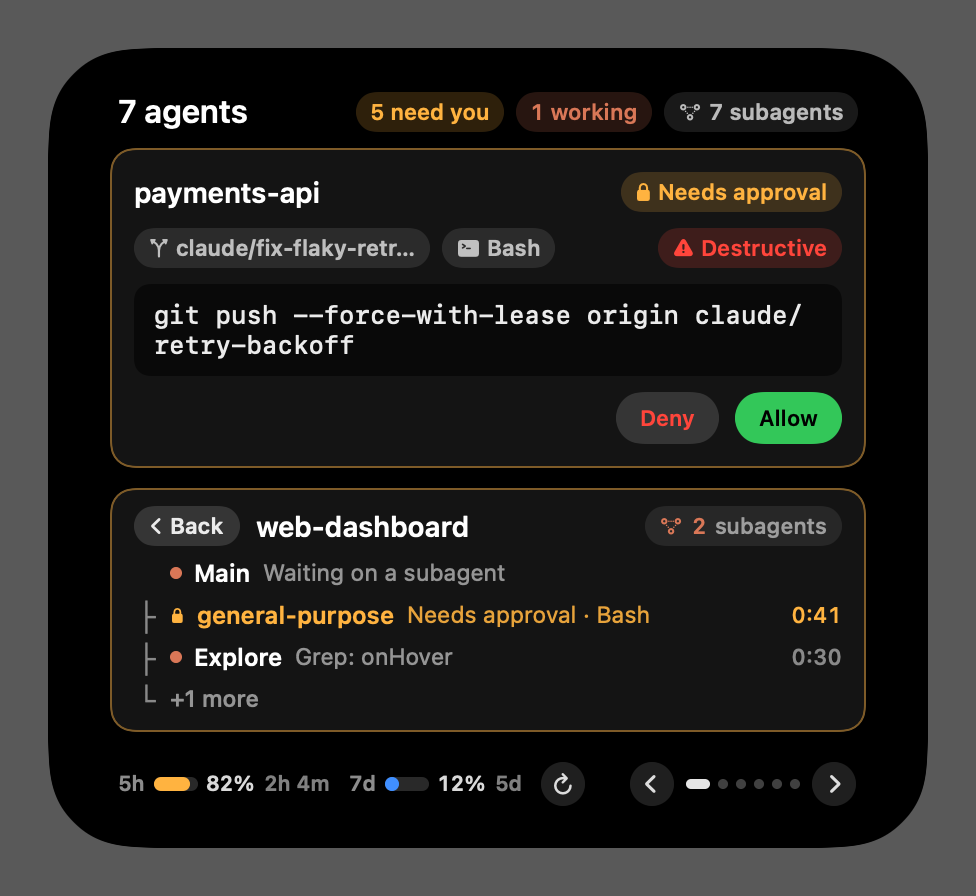 7 agents 5 need you 1 working 7 subagents
payments-api Needs approval
claude/fix-flaky-retr... Bash Destructive
git push --force-with-lease origin claude/
retry-backoff
Deny Allow
Back web-dashboard 2 subagents
Main Waiting on a subagent
general-purpose Needs approval · Bash 0:41
Explore Grep: onHover 0:30
+1 more
5h 82% 2h 4m 7d 12% 5d